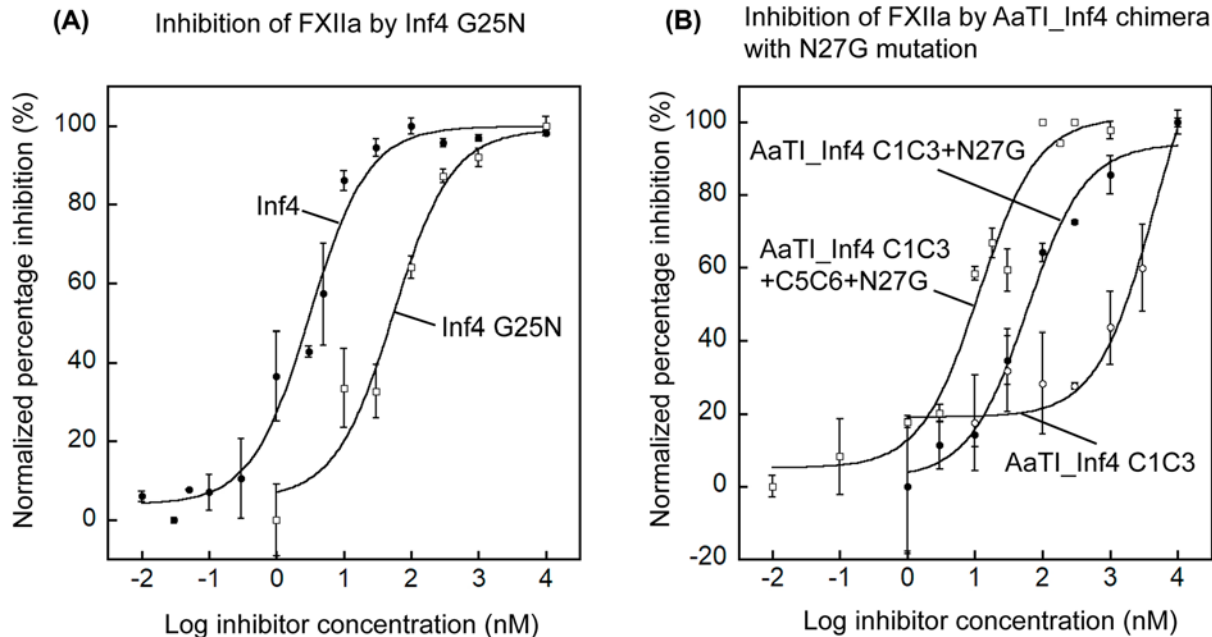 (A)
Inhibition of FXIIa by Inf4 G25N
Normalized percentage inhibition (%)
100
80
60
40
20
0
Inf4
Inf4 G25N
-2 -1 0 1 2 3 4
Log inhibitor concentration (nM)
(B)
Inhibition of FXIIa by AaTI_Inf4 chimera
with N27G mutation
Normalized percentage inhibition (%)
100
80
60
40
20
0
-20
AaTI_Inf4 C1C3+N27G
AaTI_Inf4 C1C3
+C5C6+N27G
AaTI_Inf4 C1C3
-2 -1 0 1 2 3 4
Log inhibitor concentration (nM)